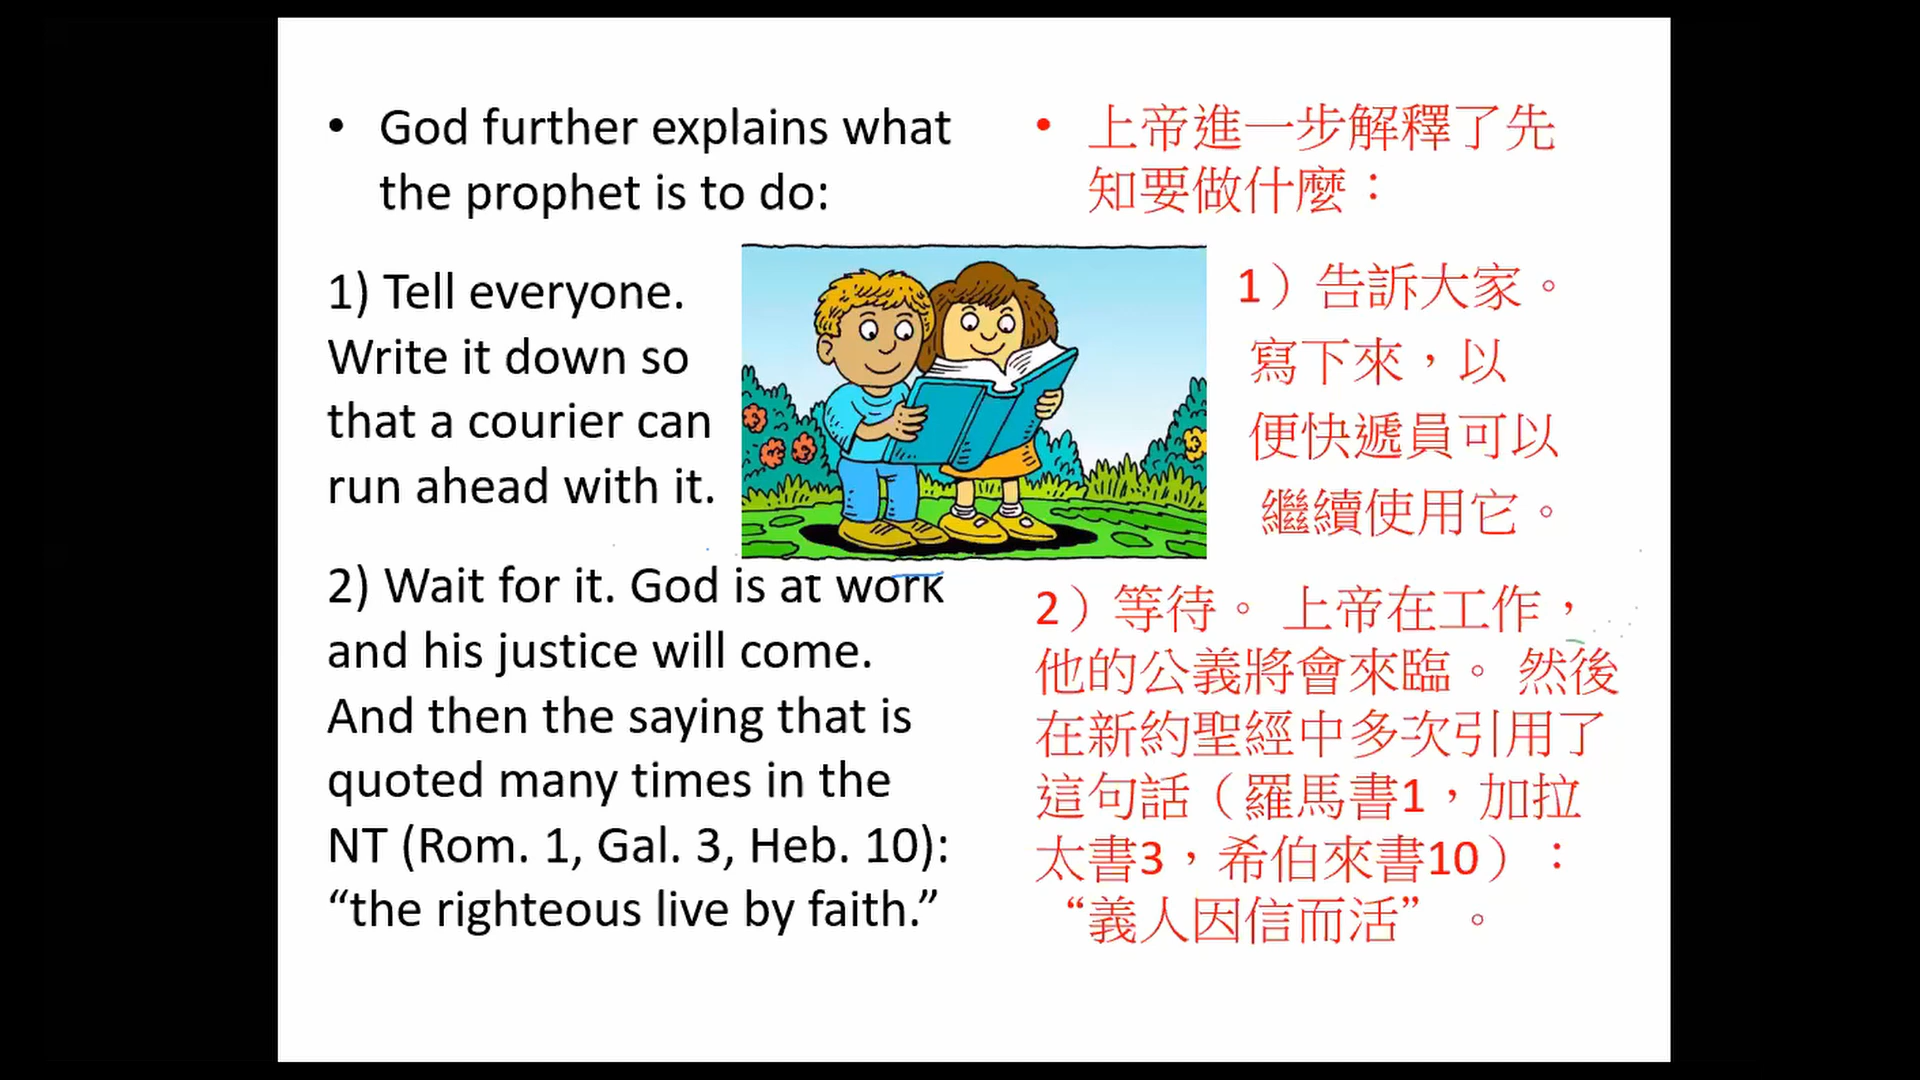 • God further explains what
the prophet is to do:
1) Tell everyone.
Write it down so
that a courier can
run ahead with it.
2) Wait for it. God is at work
and his justice will come.
And then the saying that is
quoted many times in the
NT (Rom. 1, Gal. 3, Heb. 10):
“the righteous live by faith.”
• 上帝進一步解釋了先
知要做什麼：
1）告訴大家。
寫下來，以
便快遞員可以
繼續使用它。
2）等待。 上帝在工作，
他的公義將會來臨。 然後
在新約聖經中多次引用了
這句話（羅馬書1，加拉
太書3，希伯來書10）：
“義人因信而活” 。